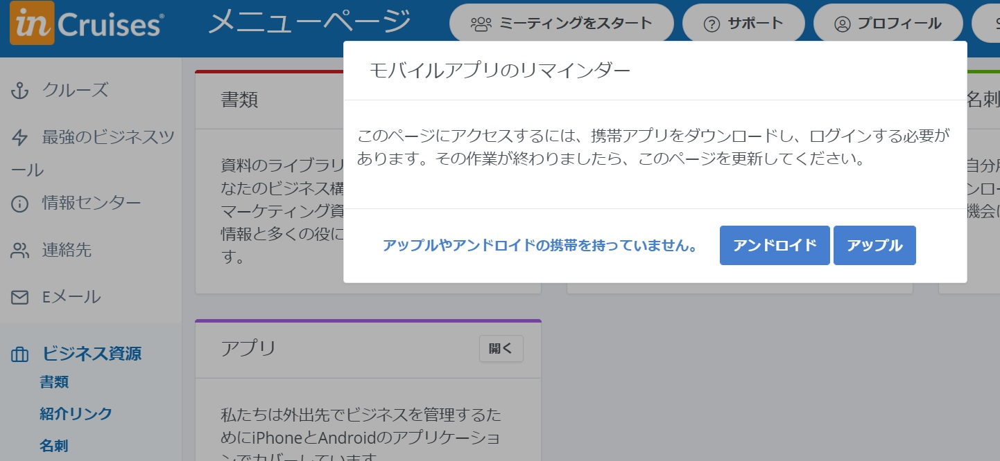 inCruises®
メニューページ
ミーティングをスタート
サポート
プロフィール
クルーズ
最強のビジネスツ
ール
情報センター
連絡先
Eメール
ビジネス資源
書類
紹介リンク
名刺
書類
資料のライブラリ
なたのビジネス構
マーケティング資
情報と多くの役に
す。
モバイルアプリのリマインダー
このページにアクセスするには、携帯アプリをダウンロードし、ログインする必要が
あります。その作業が終わりましたら、このページを更新してください。
アップルやアンドロイドの携帯を持っていません。
アンドロイド
アップル
名刺
自分用
ンロー
機会に
アプリ
開く
私たちは外出先でビジネスを管理するた
めにiPhoneとAndroidのアプリケーショ
ンでカバーしています